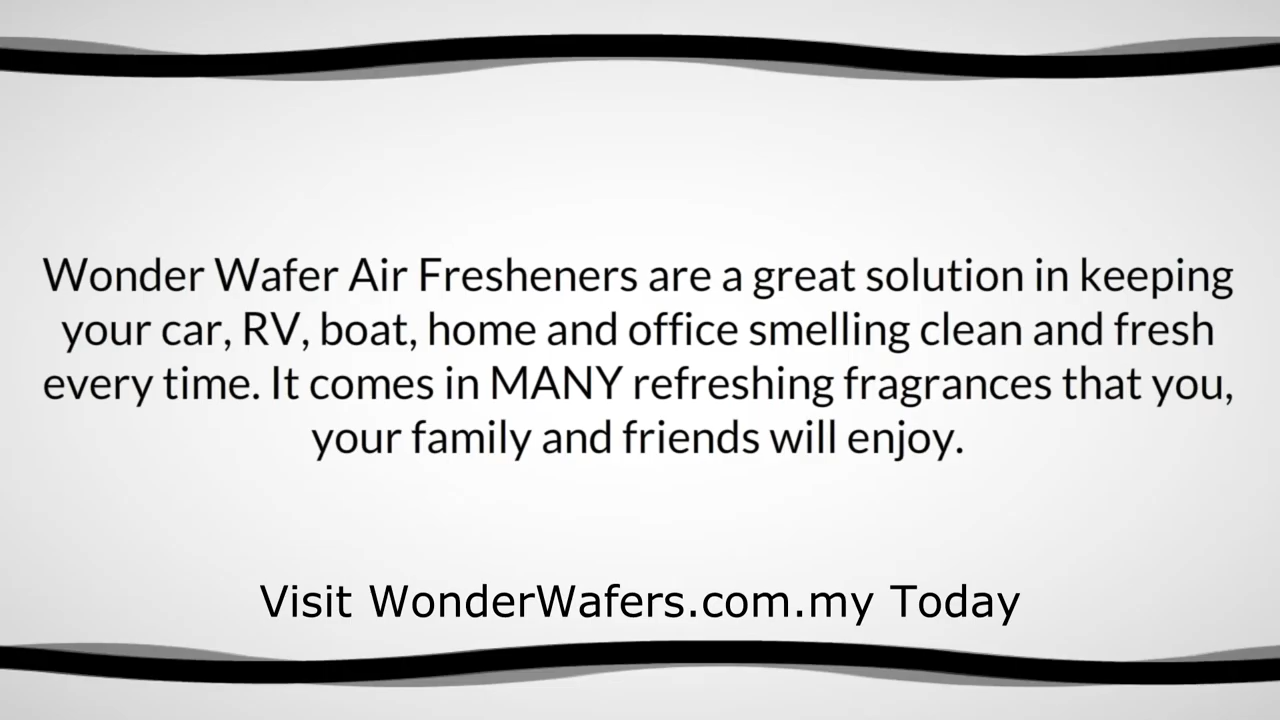 Wonder Wafer Air Fresheners are a great solution in keeping
your car, RV, boat, home and office smelling clean and fresh
every time. It comes in MANY refreshing fragrances that you,
your family and friends will enjoy.
Visit WonderWafers.com.my Today